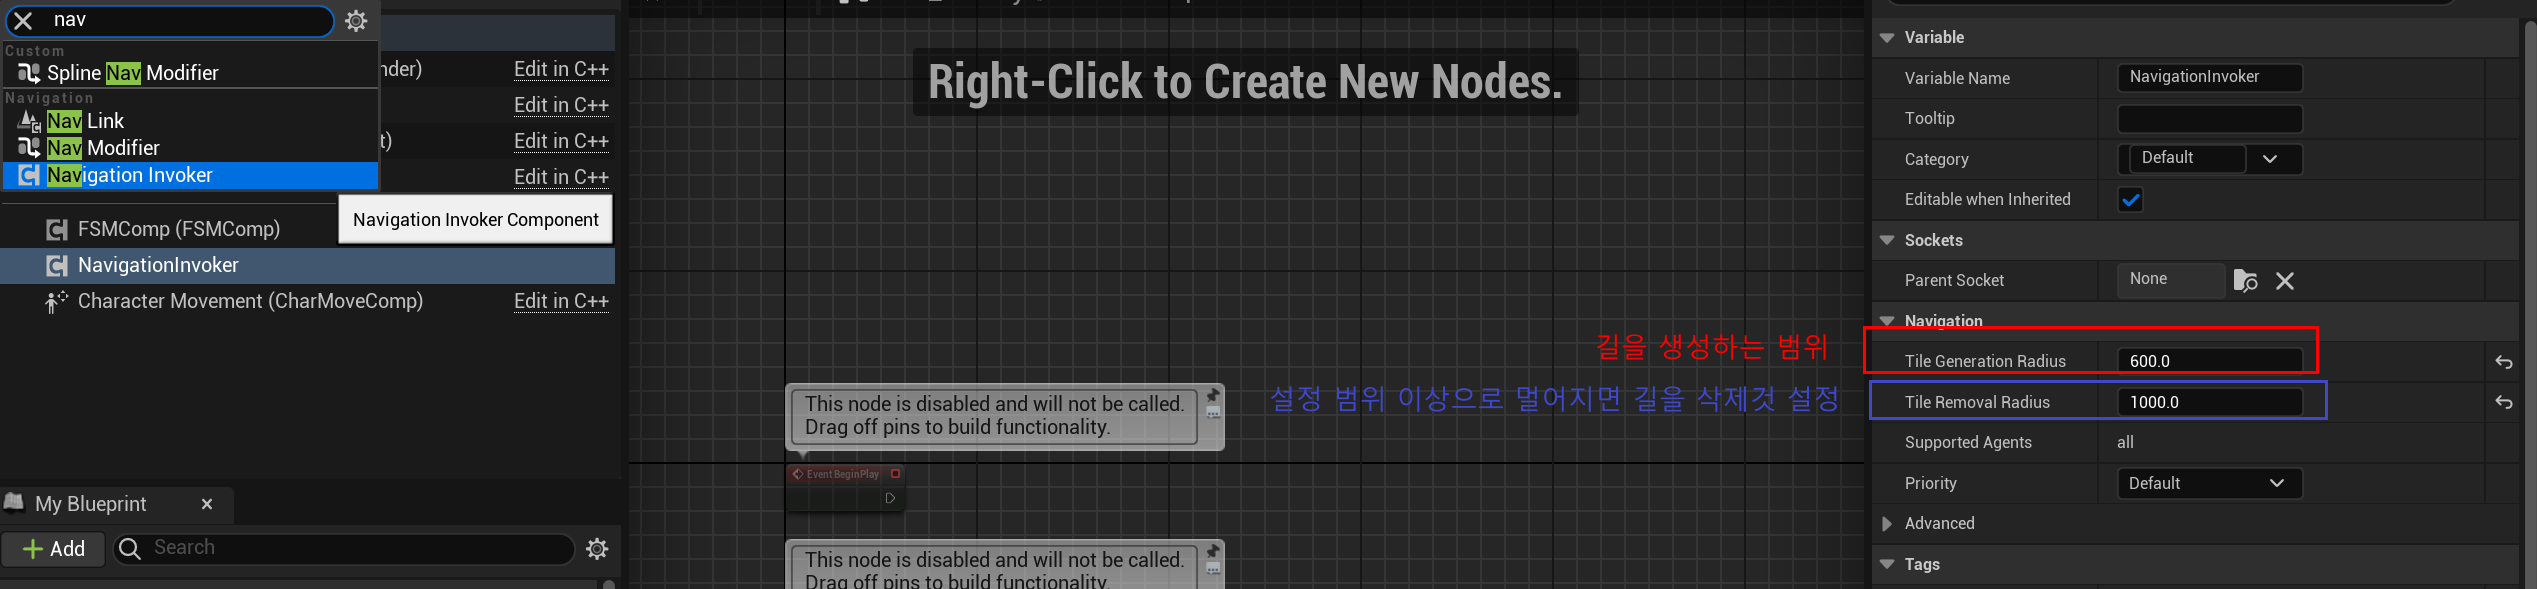 nav
Custom
Spline Nav Modifier
Navigation
Nav Link
Nav Modifier
Navigation Invoker
nder)
Edit in C++
Edit in C++
t)
Edit in C++
Edit in C++
Navigation Invoker Component
FSMComp (FSMComp)
NavigationInvoker
Character Movement (CharMoveComp)
Edit in C++
My Blueprint
Add
Search
Right-Click to Create New Nodes.
길을 생성하는 범위
설정 범위 이상으로 멀어지면 길을 삭제것 설정
This node is disabled and will not be called.
Drag off pins to build functionality.
EventBeginPlay
This node is disabled and will not be called.
Drag off pins to build functionality.
Variable
Variable Name
NavigationInvoker
Tooltip
Category
Default
Editable when Inherited
Sockets
Parent Socket
None
Navigation
Tile Generation Radius
600.0
Tile Removal Radius
1000.0
Supported Agents
all
Priority
Default
Advanced
Tags